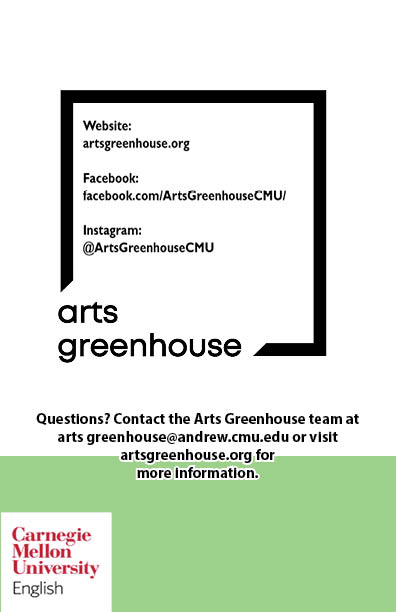 Website:
artsgreenhouse.org
Facebook:
facebook.com/ArtsGreenhouseCMU/
Instagram:
@ArtsGreenhouseCMU
arts
greenhouse
Questions? Contact the Arts Greenhouse team at
arts greenhouse@andrew.cmu.edu or visit
artsgreenhouse.org for
more information.
Carnegie
Mellon
University
English